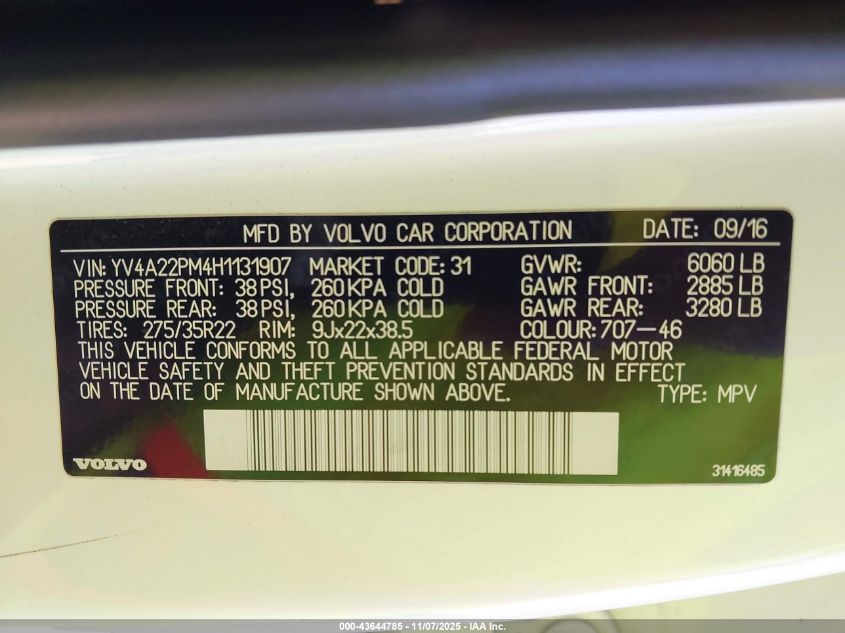 MFD BY VOLVO CAR CORPORATION DATE: 09/16
VIN: YV4A22PM4H1131907 MARKET CODE: 31 GVWR: 6060 LB
PRESSURE FRONT: 38 PSI, 260 KPA COLD GAWR FRONT: 2885 LB
PRESSURE REAR: 38 PSI, 260 KPA COLD GAWR REAR: 3280 LB
TIRES: 275/35R22 RIM: 9Jx22x38.5 COLOUR: 707-46
THIS VEHICLE CONFORMS TO ALL APPLICABLE FEDERAL MOTOR
VEHICLE SAFETY AND THEFT PREVENTION STANDARDS IN EFFECT
ON THE DATE OF MANUFACTURE SHOWN ABOVE. TYPE: MPV
VOLVO 31416485
000-43644785 - 11/07/2025 - IAA Inc.